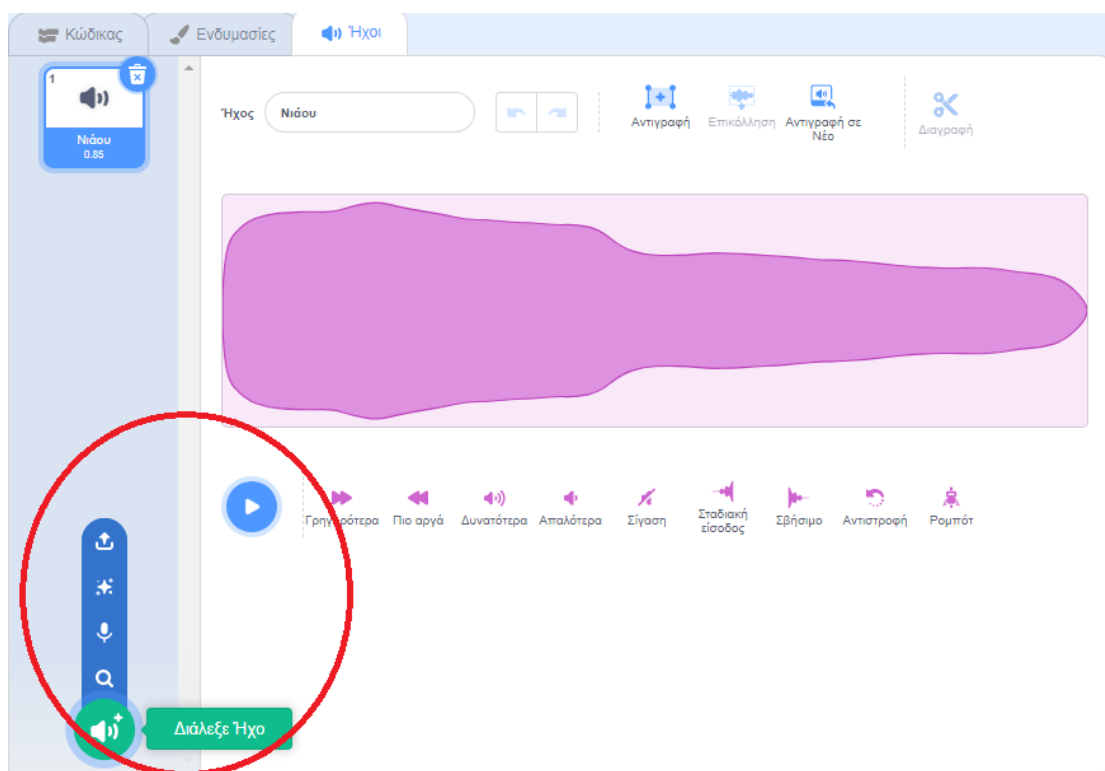 Κώδικας
Ενδυμασίες
Ήχοι
1
Νιάου
0.85
Ήχος
Νιάου
Αντιγραφή
Επικόλληση
Αντιγραφή σε
Νέο
Διαγραφή
Γρηγορότερα
Πιο αργά
Δυνατότερα
Απαλότερα
Σίγαση
Σταδιακή
είσοδος
Σβήσιμο
Αντιστροφή
Ρομπότ
Διάλεξε Ήχο